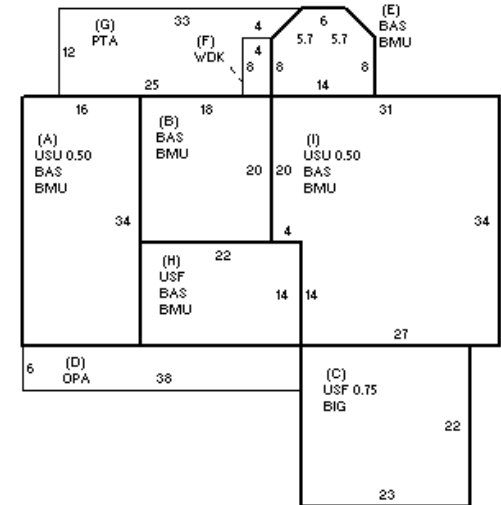 33
(G)
PTA
12
25
(F)
WDK
4
4
8
6
5.7 5.7
8
8
14
(E)
BAS
BMU
16
(A)
USU 0.50
BAS
BMU
34
18
(B)
BAS
BMU
20
31
(I)
USU 0.50
BAS
BMU
20
34
4
22
(H)
USF
BAS
BMU
14
14
27
6
(D)
OPA
38
(C)
USF 0.75
BIG
22
23